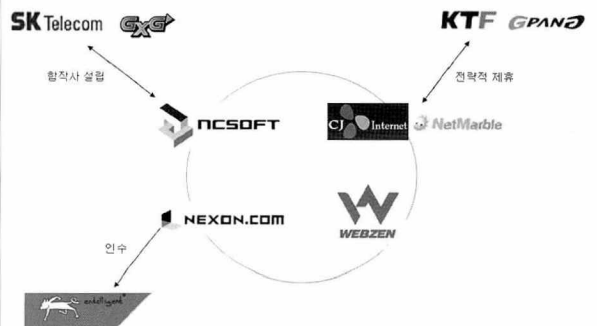 SK Telecom GXG
KTF GPANG
합작사 설립
전략적 제휴
NCSOFT
CJ Internet NetMarble
NEXON.COM
WEBZEN
인수
entelligent